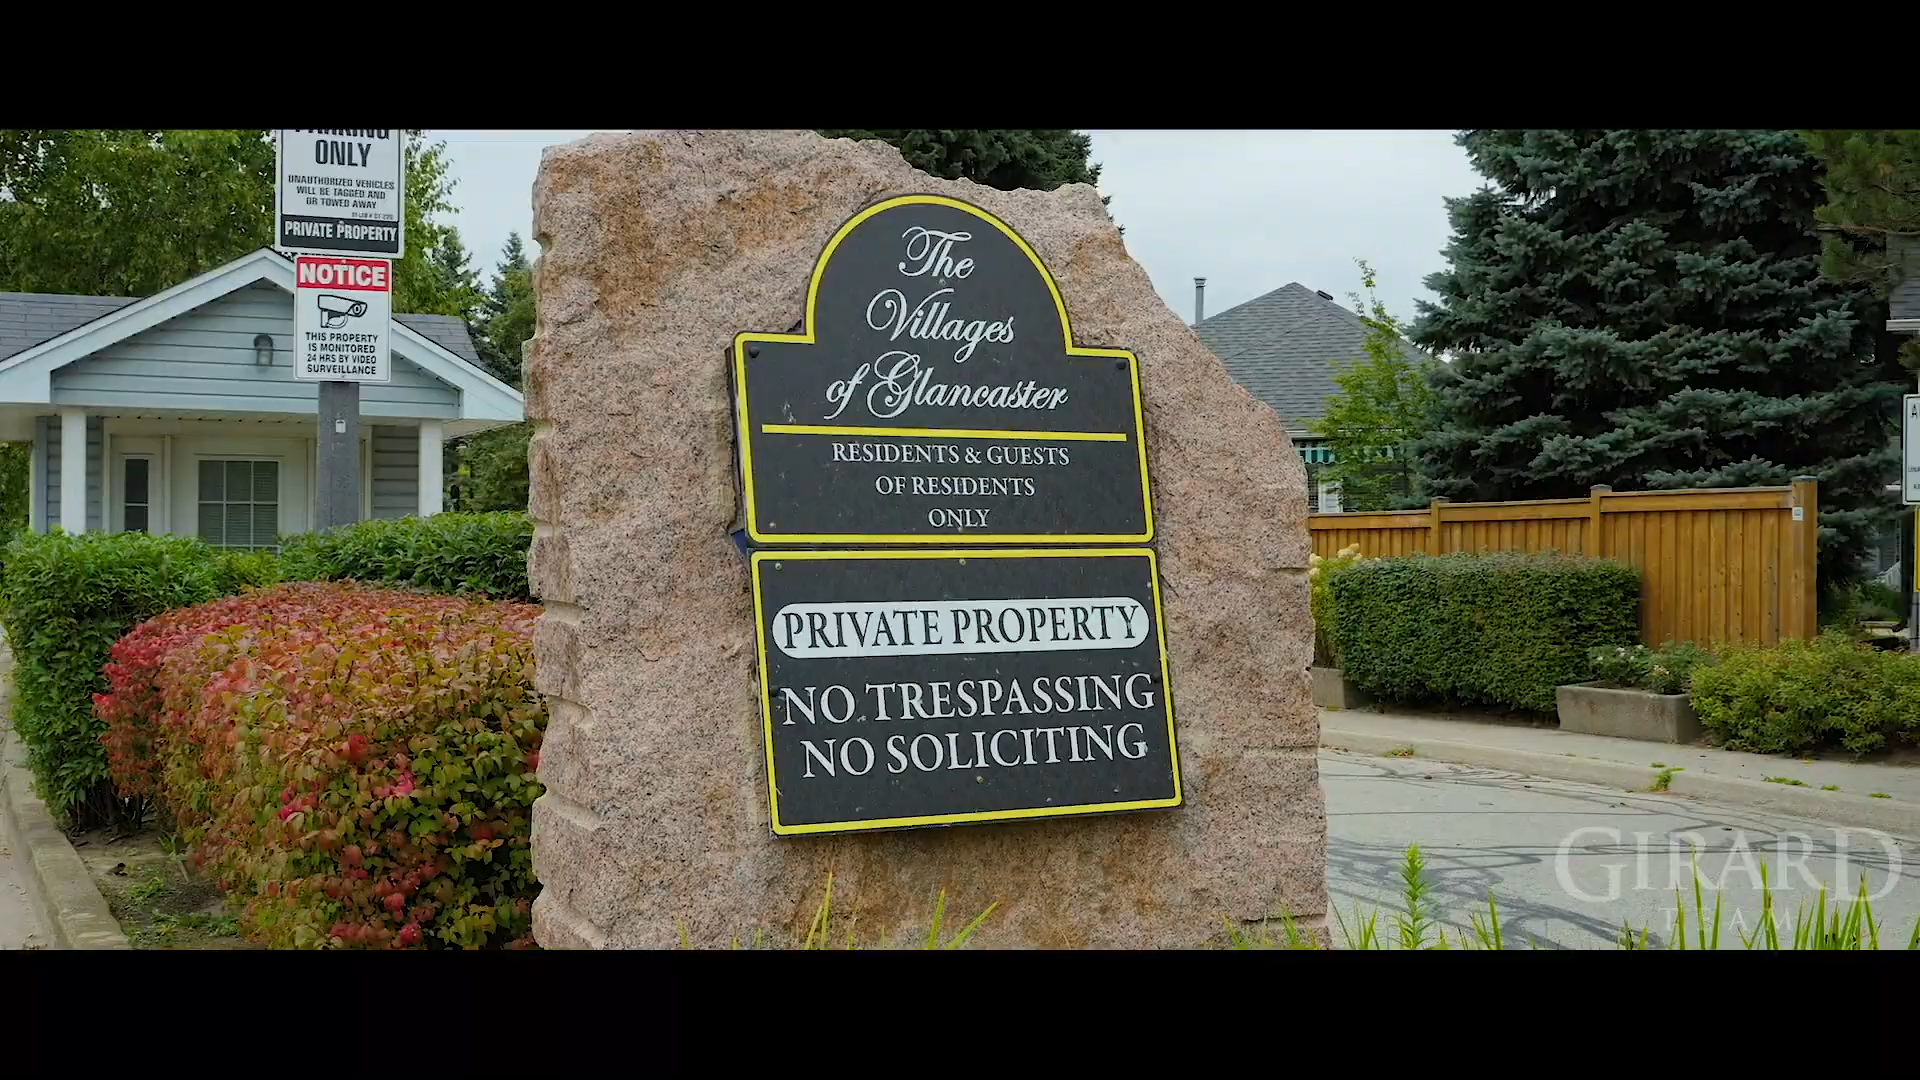 ONLY
UNAUTHORIZED VEHICLES
WILL BE TAGGED AND
OR TOWED AWAY
PRIVATE PROPERTY
NOTICE
THIS PROPERTY
IS MONITORED
24 HRS BY VIDEO
SURVEILLANCE
The
Villages
of Glancaster
RESIDENTS & GUESTS
OF RESIDENTS
ONLY
PRIVATE PROPERTY
NO TRESPASSING
NO SOLICITING
GIRARD
TEAM